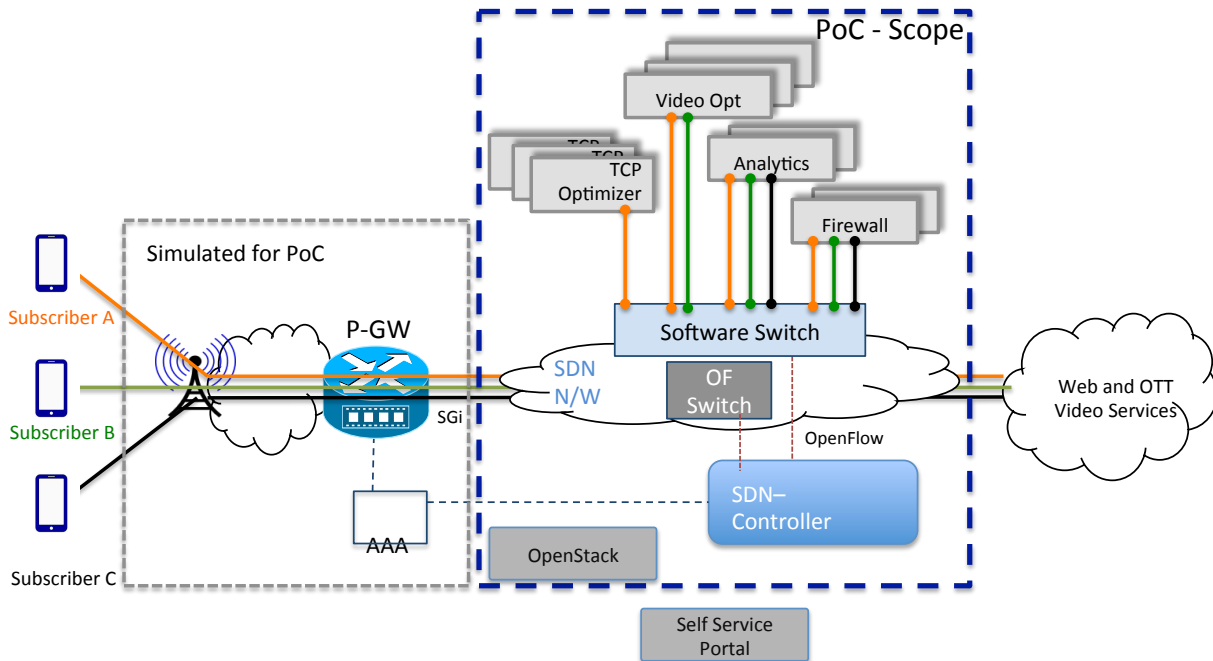 PoC - Scope
Video Opt
TCP
TCP
TCP
Optimizer
Analytics
Firewall
Simulated for PoC
Subscriber A
P-GW
Software Switch
SDN
N/W
OF
Switch
Web and OTT
Video Services
Subscriber B
SGi
OpenFlow
SDN–
Controller
AAA
OpenStack
Subscriber C
Self Service
Portal